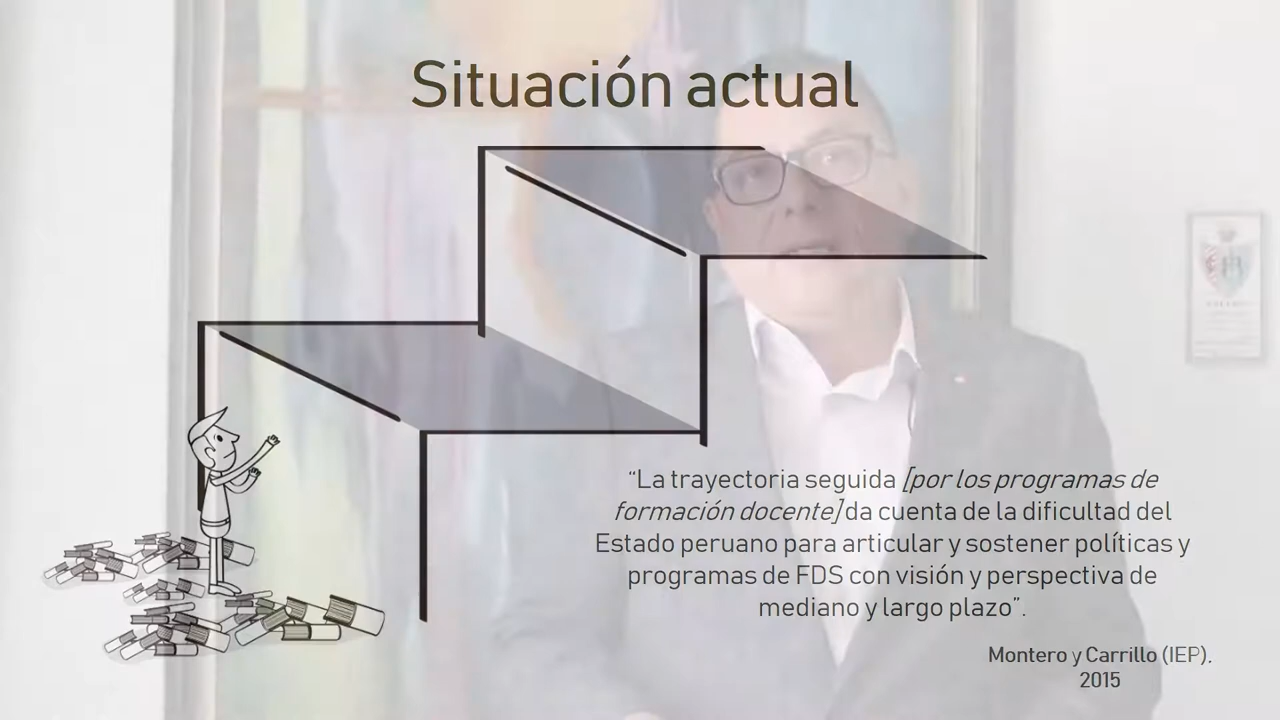 Situación actual
“La trayectoria seguida [por los programas de
formación docente] da cuenta de la dificultad del
Estado peruano para articular y sostener políticas y
programas de FDS con visión y perspectiva de
mediano y largo plazo”.
Montero y Carrillo (IEP).
2015